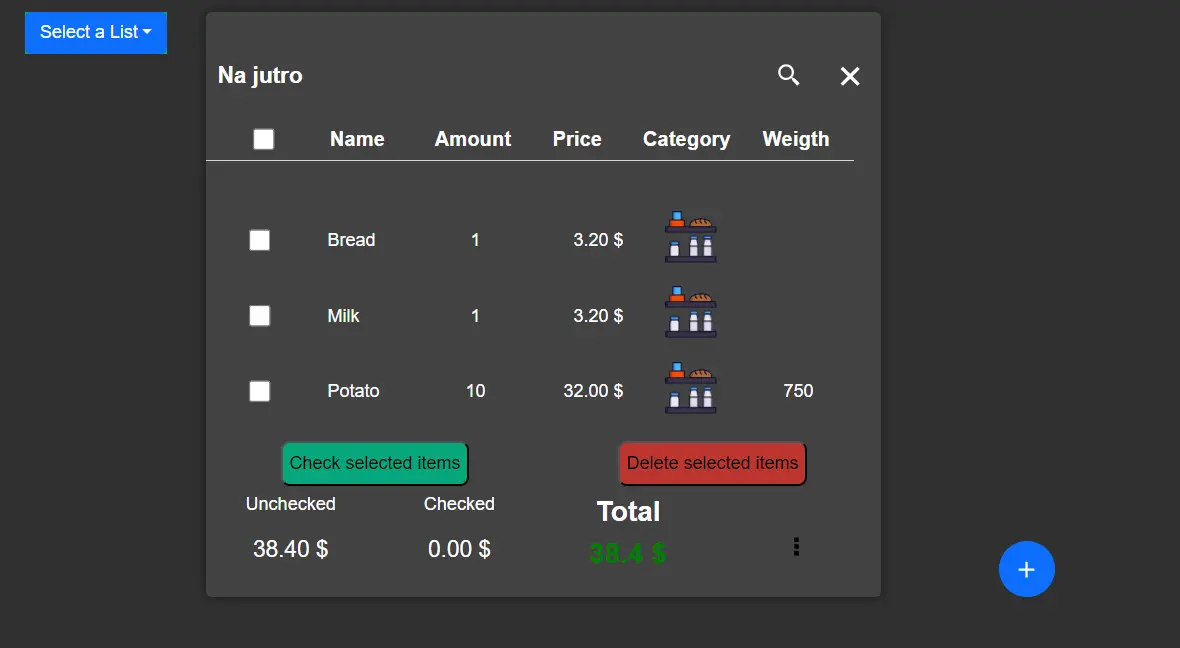 Select a List
Na jutro
Name Amount Price Category Weigth
Bread 1 3.20 $
Milk 1 3.20 $
Potato 10 32.00 $ 750
Check selected items Delete selected items
Unchecked Checked Total
38.40 $ 0.00 $ 38.4 $
+